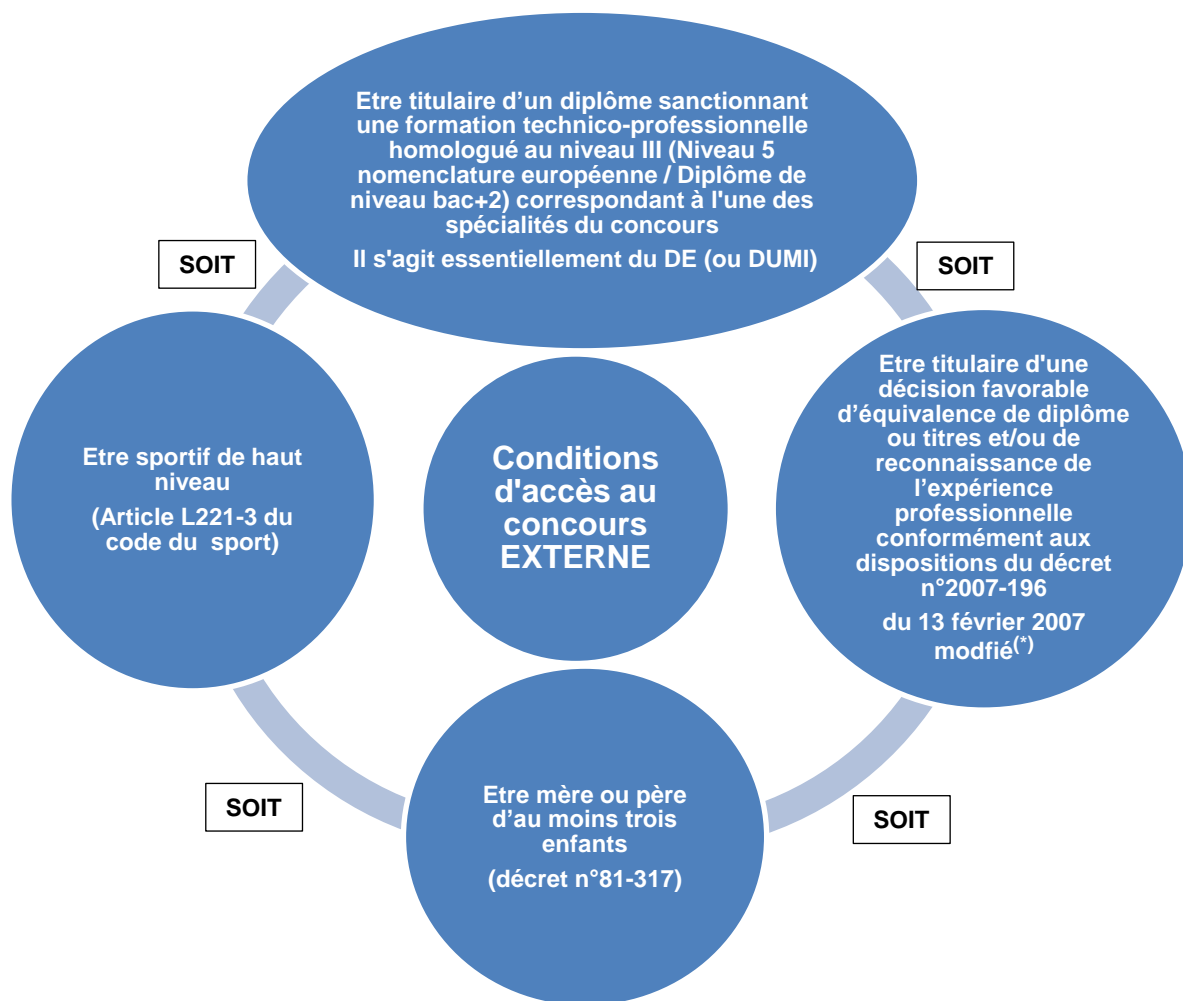 Etre titulaire d’un diplôme sanctionnant
une formation technico-professionnelle
homologué au niveau III (Niveau 5
nomenclature européenne / Diplôme de
niveau bac+2) correspondant à l'une des
spécialités du concours
Il s'agit essentiellement du DE (ou DUMI)
SOIT
SOIT
Etre sportif de haut
niveau
(Article L221-3 du
code du sport)
Conditions
d'accès au
concours
EXTERNE
Etre titulaire d'une
décision favorable
d’équivalence de diplôme
ou titres et/ou de
reconnaissance de
l’expérience
professionnelle
conformément aux
dispositions du décret
n°2007-196
du 13 février 2007
modfié(*)
SOIT
SOIT
Etre mère ou père
d’au moins trois
enfants
(décret n°81-317)